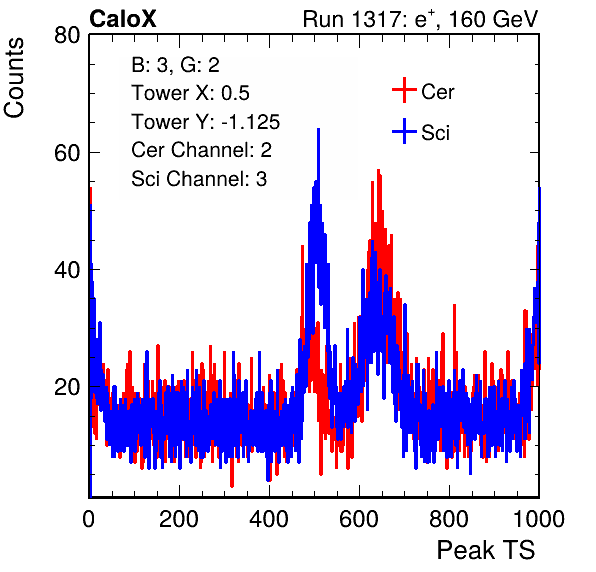 CaloX Run 1317: e⁺, 160 GeV
Counts
80
60
40
20
B: 3, G: 2
Tower X: 0.5
Tower Y: -1.125
Cer Channel: 2
Sci Channel: 3
Cer
Sci
0 200 400 600 800 1000
Peak TS